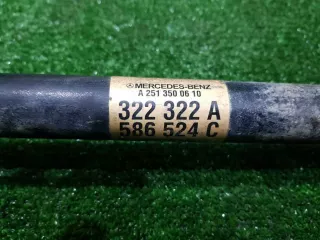 MERCEDES-BENZ
A 251 350 06 10
322 322 A
586 524 C